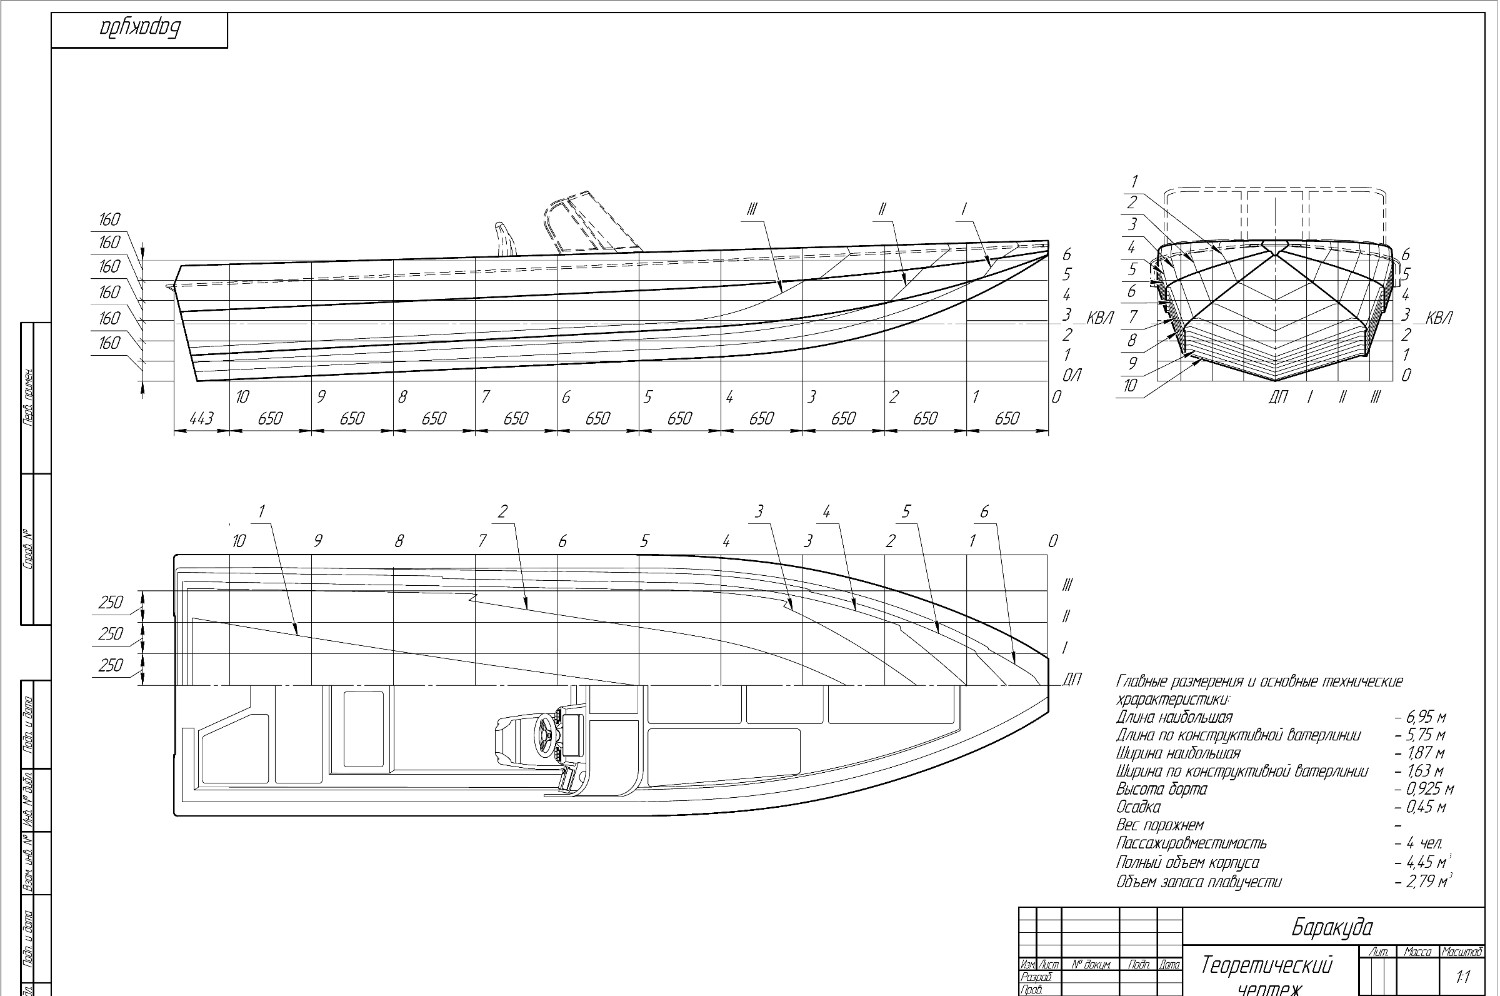 Баракуда
160
160
160
160
160
160
III
II
I
6
5
4
3
2
1
ОЛ
КВЛ
10
9
8
7
6
5
4
3
2
1
0
443
650
650
650
650
650
650
650
650
650
650
1
2
3
4
5
6
7
8
9
10
6
5
4
3
2
1
0
КВЛ
ДП
I
II
III
1
2
3
4
5
6
10
9
8
7
6
5
4
3
2
1
0
250
250
250
III
II
I
ДП
Главные размерения и основные технические
храрактеристики:
Длина наибольшая – 6,95 м
Длина по конструктивной ватерлинии – 5,75 м
Ширина наибольшая – 1,87 м
Ширина по конструктивной ватерлинии – 1,63 м
Высота борта – 0,925 м
Осадка – 0,45 м
Вес порожнем –
Пассажировместимость – 4 чел.
Полный объем корпуса – 4,45 м³
Объем запаса плавучести – 2,79 м³
Перв. примен.
Справ. №
Подп. и дата
Инв. № дубл.
Взам. инв. №
Подп. и дата
Баракуда
Изм. Лист № докум. Подп. Дата
Разраб.
Пров.
Теоретический
чертеж
Лит. Масса Масштаб
1:1